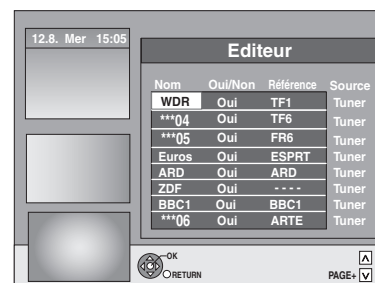 12.8. Mer 15:05
Editeur
Nom Oui/Non Référence Source
WDR Oui TF1 Tuner
***04 Oui TF6 Tuner
***05 Oui FR6 Tuner
Euros Oui ESPRT Tuner
ARD Oui ARD Tuner
ZDF Oui ---- Tuner
BBC1 Oui BBC1 Tuner
***06 Oui ARTE Tuner
OK
RETURN
PAGE+